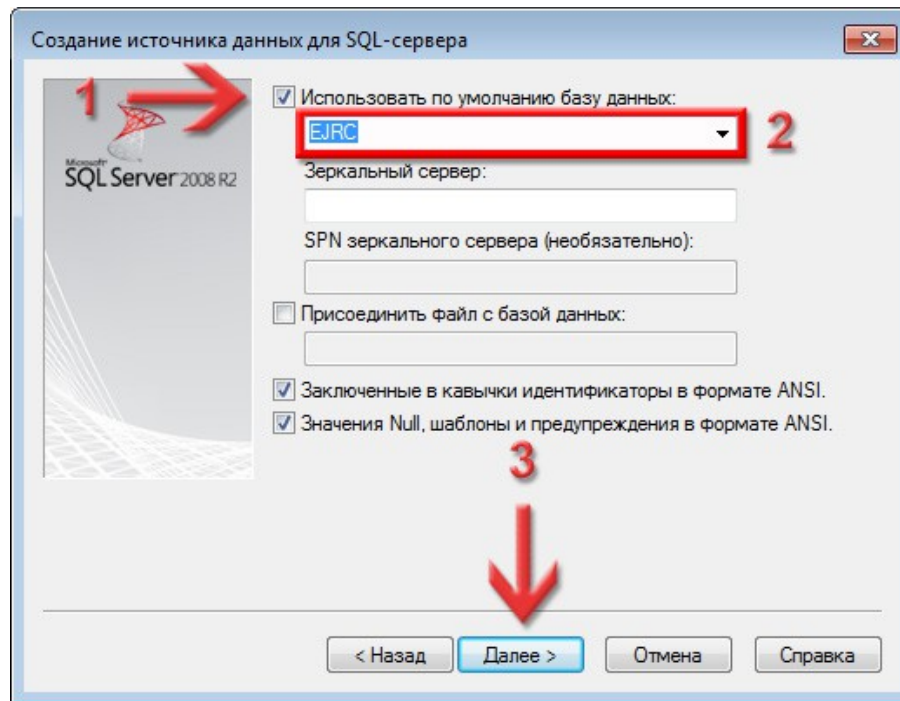 Создание источника данных для SQL-сервера
1
Использовать по умолчанию базу данных:
EJRC
2
Microsoft
SQL Server 2008 R2
Зеркальный сервер:
SPN зеркального сервера (необязательно):
Присоединить файл с базой данных:
Заключенные в кавычки идентификаторы в формате ANSI.
Значения Null, шаблоны и предупреждения в формате ANSI.
3
< Назад
Далее >
Отмена
Справка